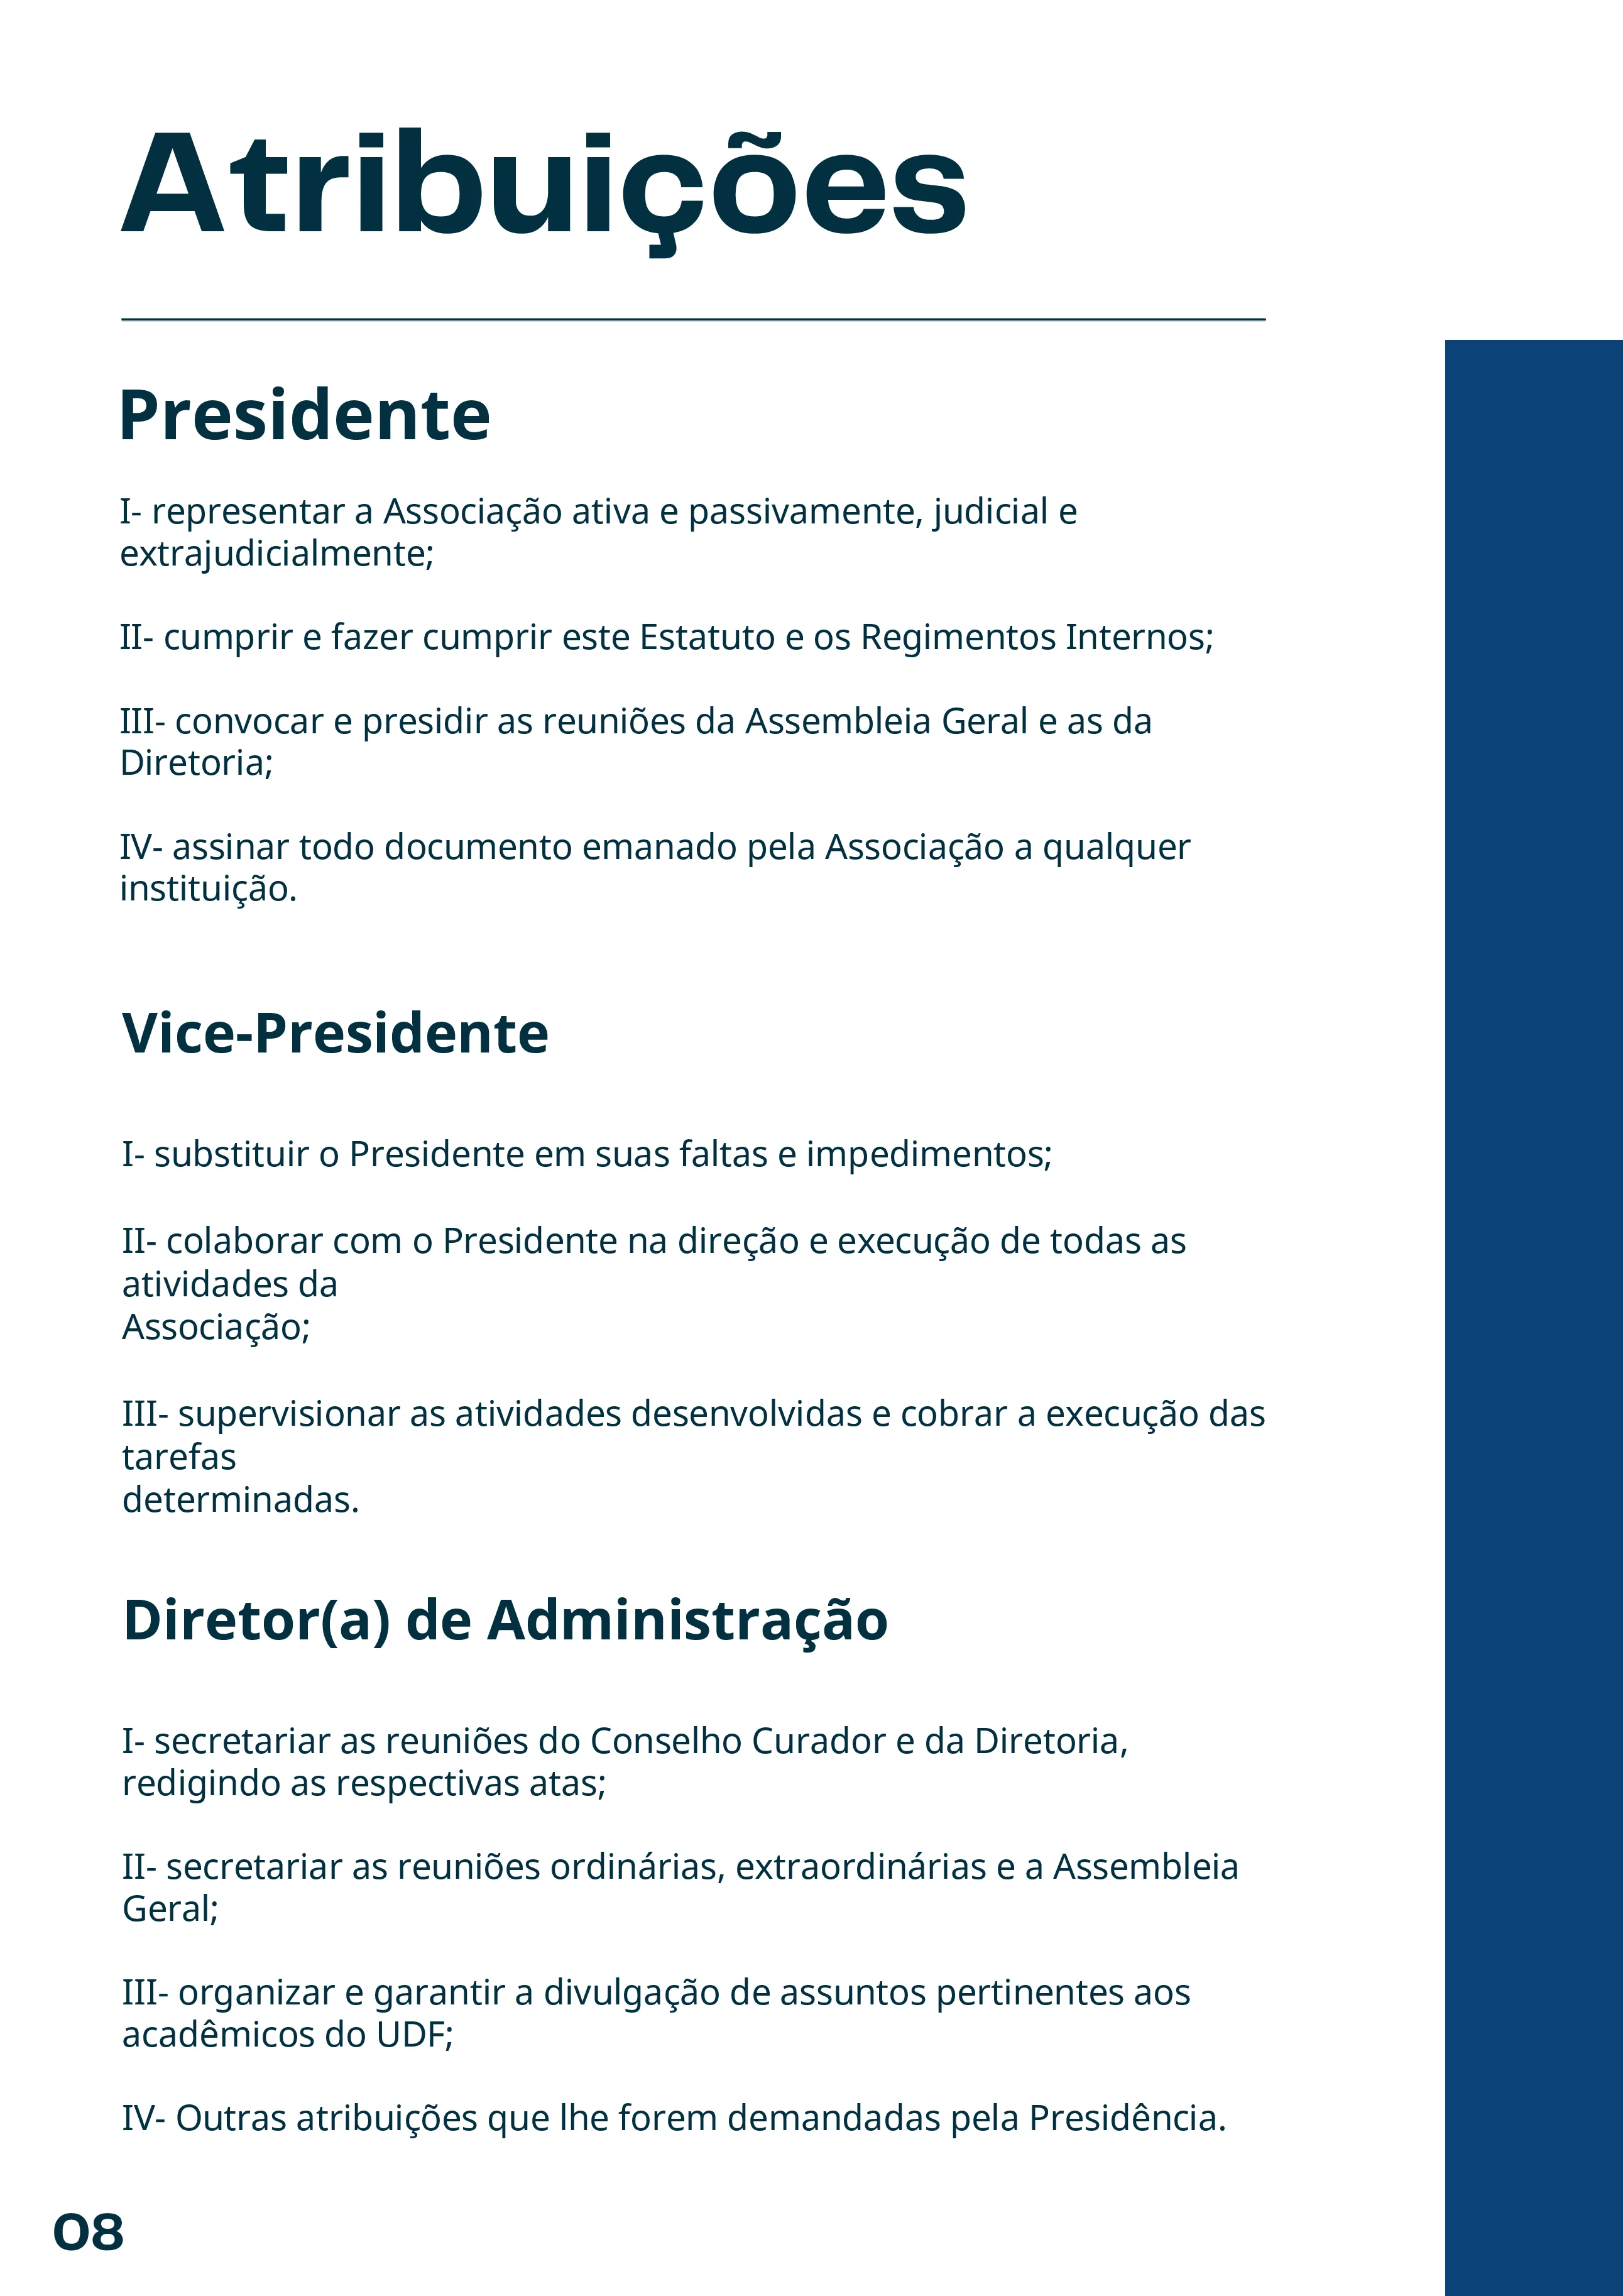 Atribuições
Presidente
I- representar a Associação ativa e passivamente, judicial e
extrajudicialmente;
II- cumprir e fazer cumprir este Estatuto e os Regimentos Internos;
III- convocar e presidir as reuniões da Assembleia Geral e as da
Diretoria;
IV- assinar todo documento emanado pela Associação a qualquer
instituição.
Vice-Presidente
I- substituir o Presidente em suas faltas e impedimentos;
II- colaborar com o Presidente na direção e execução de todas as
atividades da
Associação;
III- supervisionar as atividades desenvolvidas e cobrar a execução das
tarefas
determinadas.
Diretor(a) de Administração
I- secretariar as reuniões do Conselho Curador e da Diretoria,
redigindo as respectivas atas;
II- secretariar as reuniões ordinárias, extraordinárias e a Assembleia
Geral;
III- organizar e garantir a divulgação de assuntos pertinentes aos
acadêmicos do UDF;
IV- Outras atribuições que lhe forem demandadas pela Presidência.
08